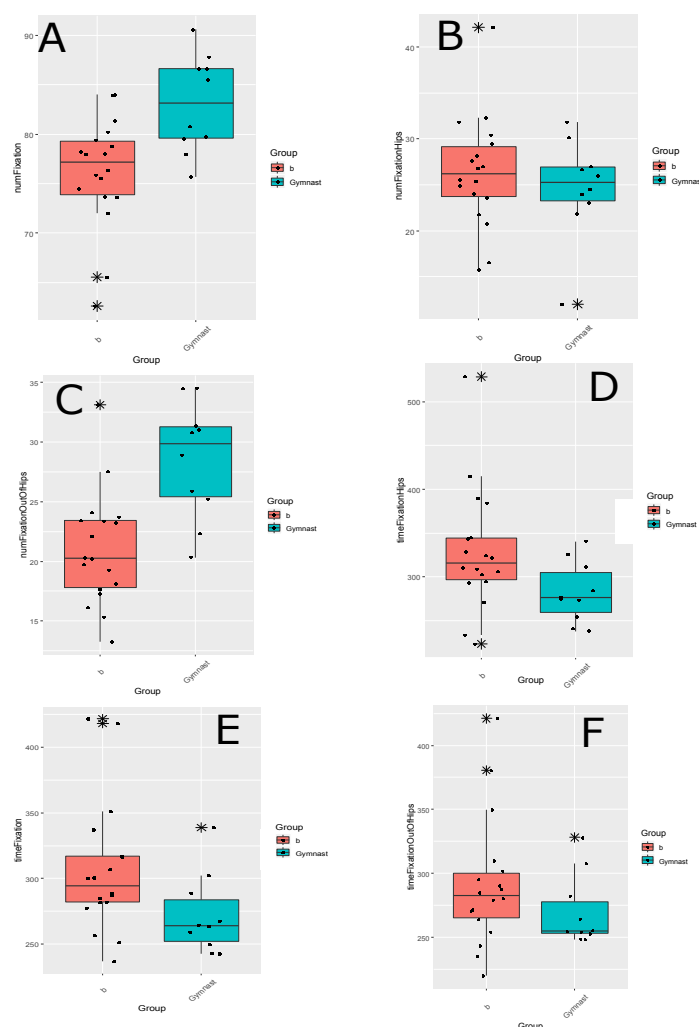 A
90
80
70
numFixation
b
Gymnast
Group
Group
b
Gymnast
B
40
30
20
numFixationHips
b
Gymnast
Group
Group
b
Gymnast
C
35
30
25
20
15
numFixationOutOfHips
b
Gymnast
Group
Group
b
Gymnast
D
500
400
300
timeFixationHips
b
Gymnast
Group
Group
b
Gymnast
E
400
350
300
250
timeFixation
b
Gymnast
Group
Group
b
Gymnast
F
400
350
300
250
timeFixationOutOfHips
b
Gymnast
Group
Group
b
Gymnast